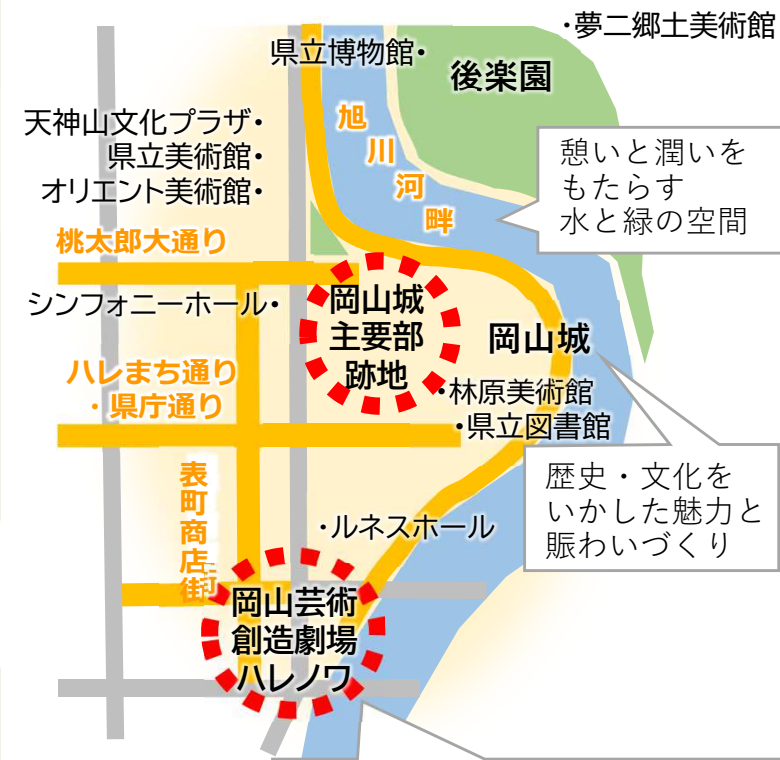 ・夢二郷土美術館
県立博物館・
後楽園
天神山文化プラザ・
県立美術館・
オリエント美術館・
旭川河畔
憩いと潤いを
もたらす
水と緑の空間
桃太郎大通り
シンフォニーホール・
岡山城
主要部
跡地
岡山城
ハレまち通り
・県庁通り
・林原美術館
・県立図書館
歴史・文化を
いかした魅力と
賑わいづくり
表町商店街
・ルネスホール
岡山芸術
創造劇場
ハレノワ